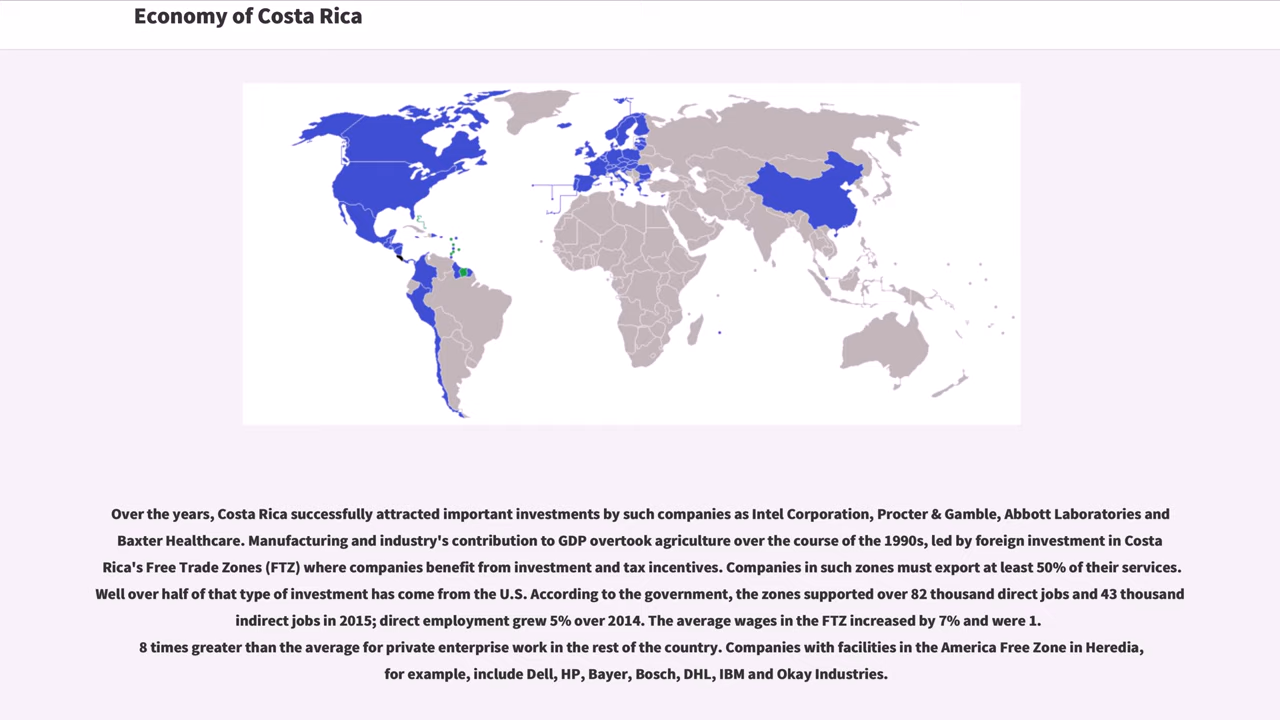 Economy of Costa Rica
Over the years, Costa Rica successfully attracted important investments by such companies as Intel Corporation, Procter & Gamble, Abbott Laboratories and
Baxter Healthcare. Manufacturing and industry's contribution to GDP overtook agriculture over the course of the 1990s, led by foreign investment in Costa
Rica's Free Trade Zones (FTZ) where companies benefit from investment and tax incentives. Companies in such zones must export at least 50% of their services.
Well over half of that type of investment has come from the U.S. According to the government, the zones supported over 82 thousand direct jobs and 43 thousand
indirect jobs in 2015; direct employment grew 5% over 2014. The average wages in the FTZ increased by 7% and were 1.
8 times greater than the average for private enterprise work in the rest of the country. Companies with facilities in the America Free Zone in Heredia,
for example, include Dell, HP, Bayer, Bosch, DHL, IBM and Okay Industries.